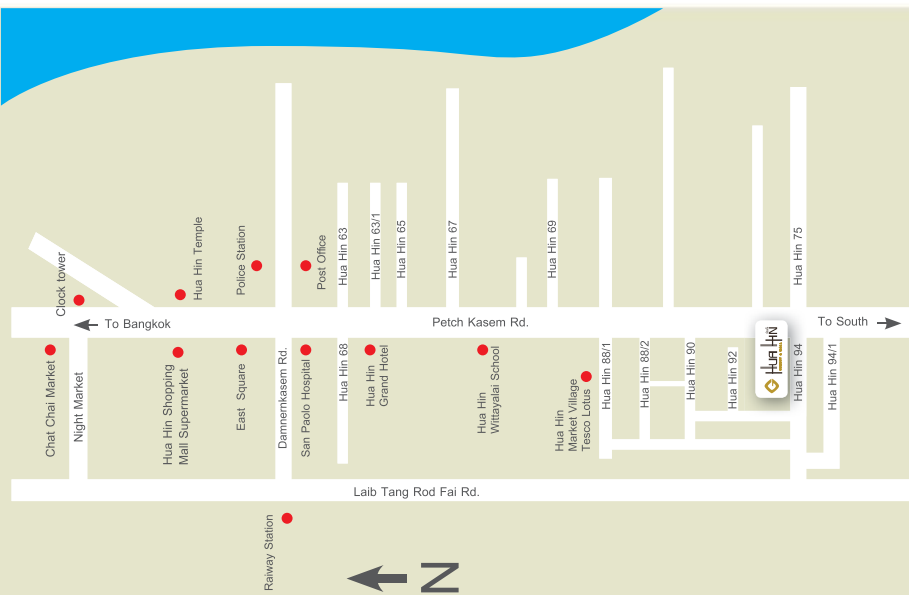 Clock tower
Hua Hin Temple
Police Station
Post Office
Hua Hin 63
Hua Hin 63/1
Hua Hin 65
Hua Hin 67
Hua Hin 69
Hua Hin 75
To Bangkok
Petch Kasem Rd.
To South
Chat Chai Market
Night Market
Hua Hin Shopping
Mall Supermarket
East Square
Damnernkasem Rd.
San Paolo Hospital
Hua Hin 68
Hua Hin
Grand Hotel
Hua Hin
Wittayalai School
Hua Hin
Market Village
Tesco Lotus
Hua Hin 88/1
Hua Hin 88/2
Hua Hin 90
Hua Hin 92
HUA HIN
Hua Hin 94
Hua Hin 94/1
Laib Tang Rod Fai Rd.
Raiway Station
N